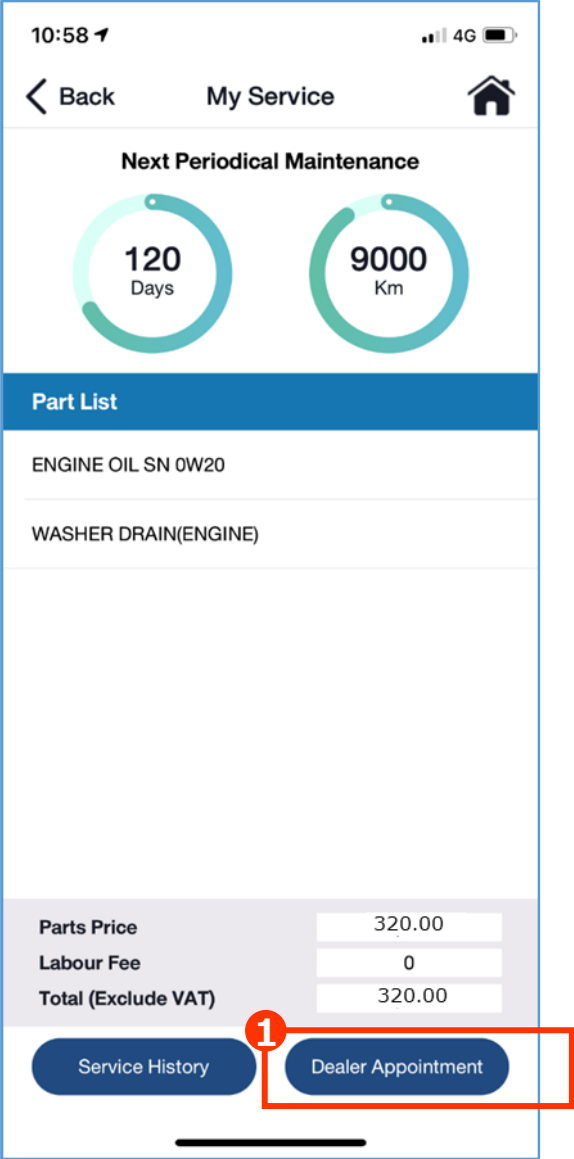 10:58 4G
Back My Service
Next Periodical Maintenance
120 9000
Days Km
Part List
ENGINE OIL SN 0W20
WASHER DRAIN(ENGINE)
Parts Price 320.00
Labour Fee 0
Total (Exclude VAT) 320.00
1
Service History Dealer Appointment